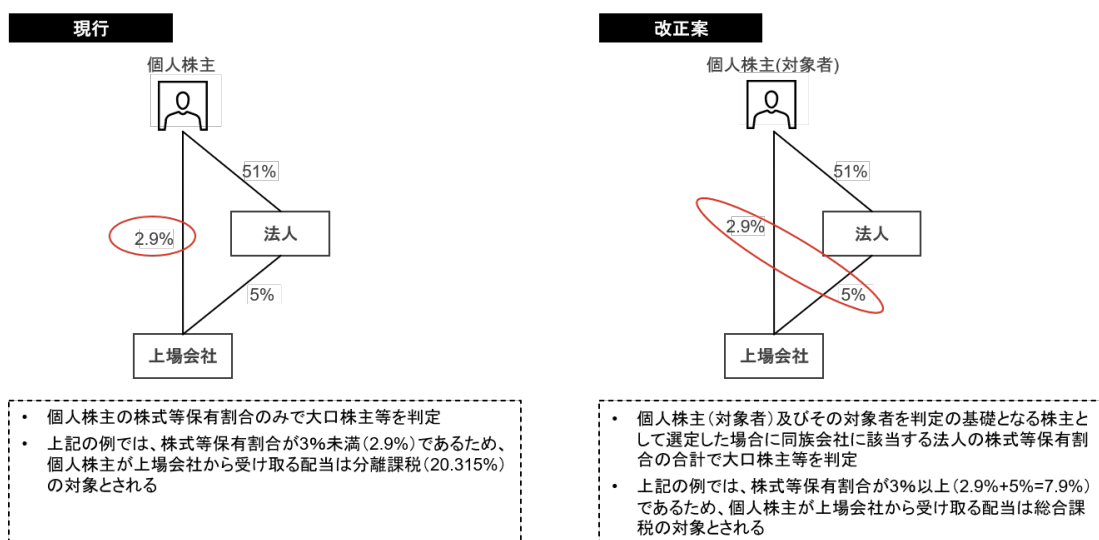 現行
個人株主
51%
2.9%
法人
5%
上場会社
• 個人株主の株式等保有割合のみで大口株主等を判定
• 上記の例では、株式等保有割合が3%未満(2.9%)であるため、
個人株主が上場会社から受け取る配当は分離課税(20.315%)
の対象とされる
改正案
個人株主(対象者)
51%
2.9%
法人
5%
上場会社
• 個人株主(対象者)及びその対象者を判定の基礎となる株主と
して選定した場合に同族会社に該当する法人の株式等保有割
合の合計で大口株主等を判定
• 上記の例では、株式等保有割合が3%以上(2.9%+5%=7.9%)
であるため、個人株主が上場会社から受け取る配当は総合課
税の対象とされる